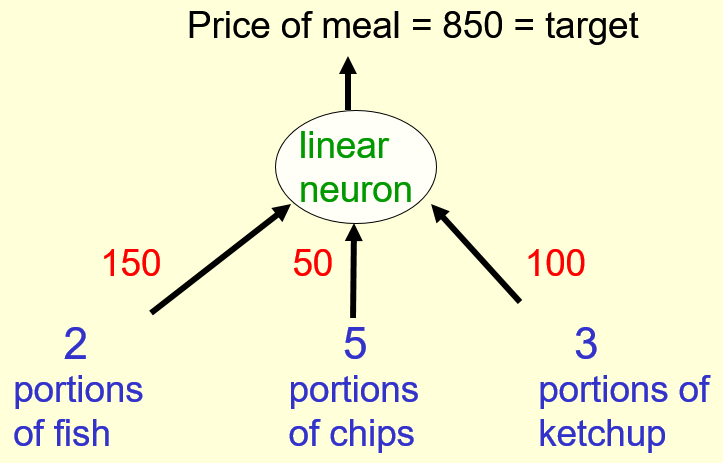 Price of meal = 850 = target
linear
neuron
150
50
100
2
portions
of fish
5
portions
of chips
3
portions of
ketchup